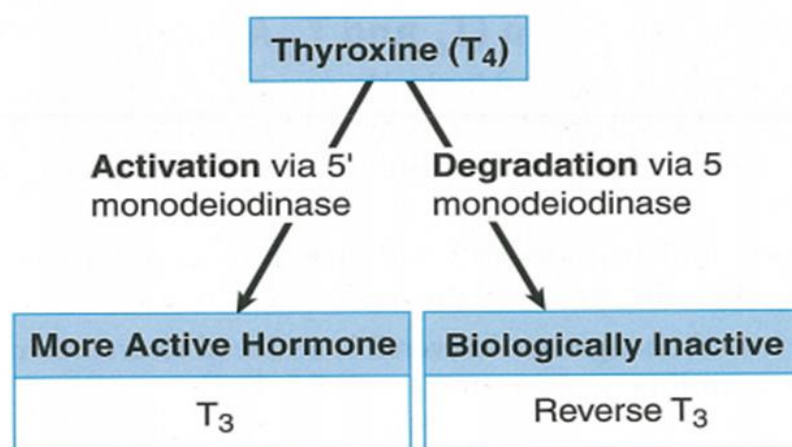 Thyroxine (T₄)
Activation via 5'
monodeiodinase
Degradation via 5
monodeiodinase
More Active Hormone
T₃
Biologically Inactive
Reverse T₃